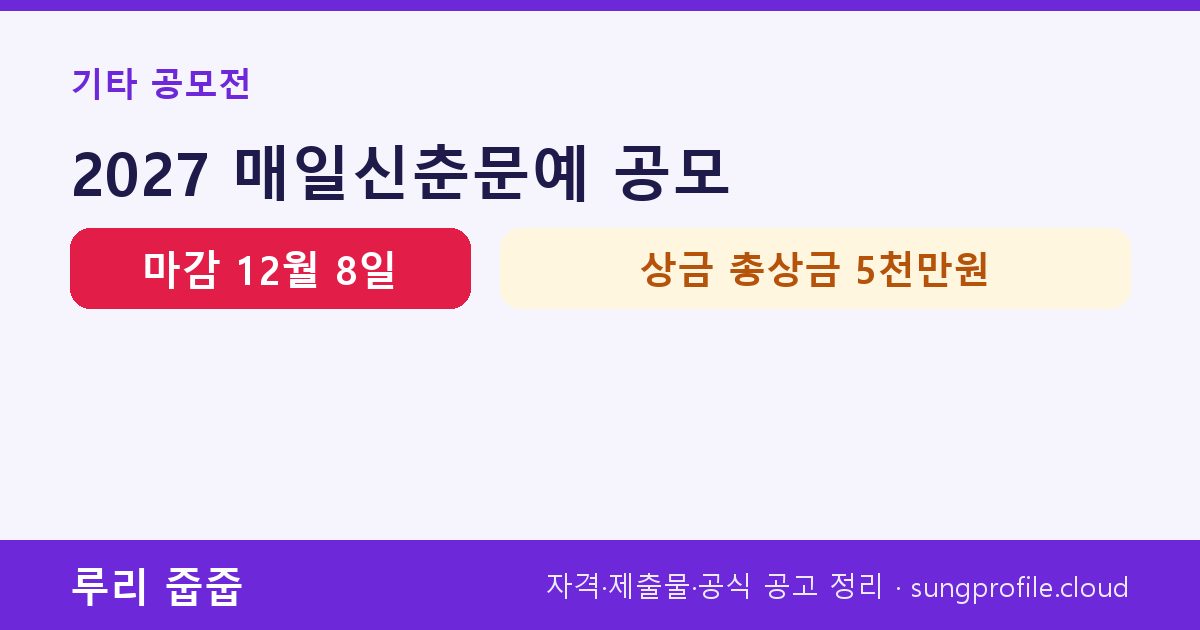 기타 공모전
2027 매일신춘문예 공모
마감 12월 8일
상금 총상금 5천만원
루리 줍줍
자격·제출물·공식 공고 정리 · sungprofile.cloud